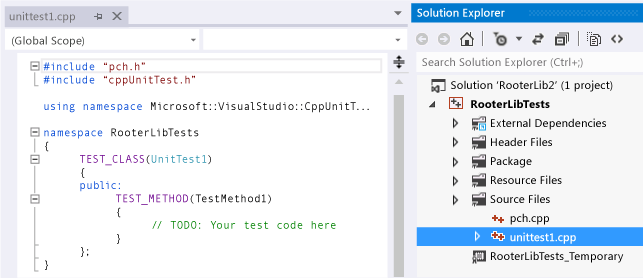 unittest1.cpp
(Global Scope)
#include "pch.h"
#include "cppUnitTest.h"
using namespace Microsoft::VisualStudio::CppUnitT...
namespace RooterLibTests
{
TEST_CLASS(UnitTest1)
{
public:
TEST_METHOD(TestMethod1)
{
// TODO: Your test code here
}
};
}
Solution Explorer
Search Solution Explorer (Ctrl+;)
Solution 'RooterLib2' (1 project)
RooterLibTests
External Dependencies
Header Files
Package
Resource Files
Source Files
pch.cpp
unittest1.cpp
RooterLibTests_Temporary